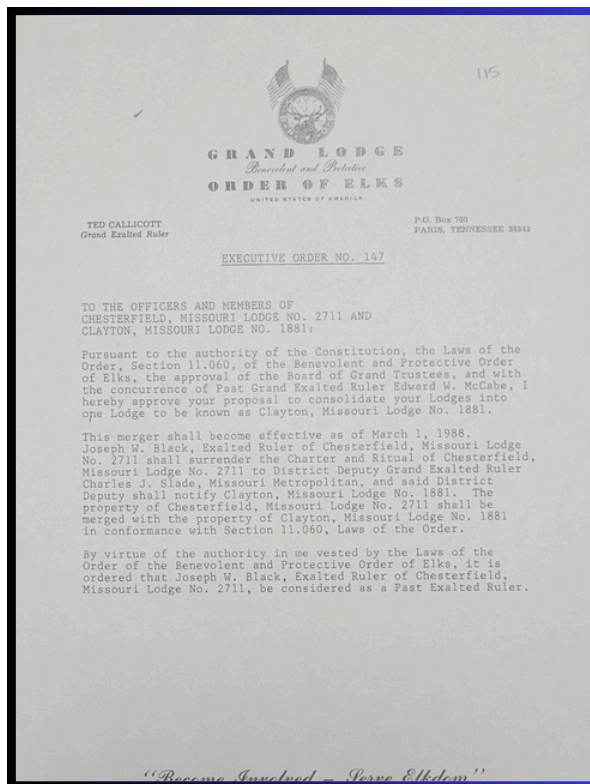 115
GRAND LODGE
Benevolent and Protective
ORDER OF ELKS
UNITED STATES OF AMERICA
TED CALLICOTT
Grand Exalted Ruler
P.O. Box 760
PARIS, TENNESSEE 38242
EXECUTIVE ORDER NO. 147
TO THE OFFICERS AND MEMBERS OF
CHESTERFIELD, MISSOURI LODGE NO. 2711 AND
CLAYTON, MISSOURI LODGE NO. 1881:
Pursuant to the authority of the Constitution, the Laws of the
Order, Section 11.060, of the Benevolent and Protective Order
of Elks, the approval of the Board of Grand Trustees, and with
the concurrence of Past Grand Exalted Ruler Edward W. McCabe, I
hereby approve your proposal to consolidate your Lodges into
one Lodge to be known as Clayton, Missouri Lodge No. 1881.
This merger shall become effective as of March 1, 1988.
Joseph W. Black, Exalted Ruler of Chesterfield, Missouri Lodge
No. 2711 shall surrender the Charter and Ritual of Chesterfield,
Missouri Lodge No. 2711 to District Deputy Grand Exalted Ruler
Charles J. Slade, Missouri Metropolitan, and said District
Deputy shall notify Clayton, Missouri Lodge No. 1881. The
property of Chesterfield, Missouri Lodge No. 2711 shall be
merged with the property of Clayton, Missouri Lodge No. 1881
in conformance with Section 11.060, Laws of the Order.
By virtue of the authority in me vested by the Laws of the
Order of the Benevolent and Protective Order of Elks, it is
ordered that Joseph W. Black, Exalted Ruler of Chesterfield,
Missouri Lodge No. 2711, be considered as a Past Exalted Ruler.
"Become Involved – Serve Elkdom"